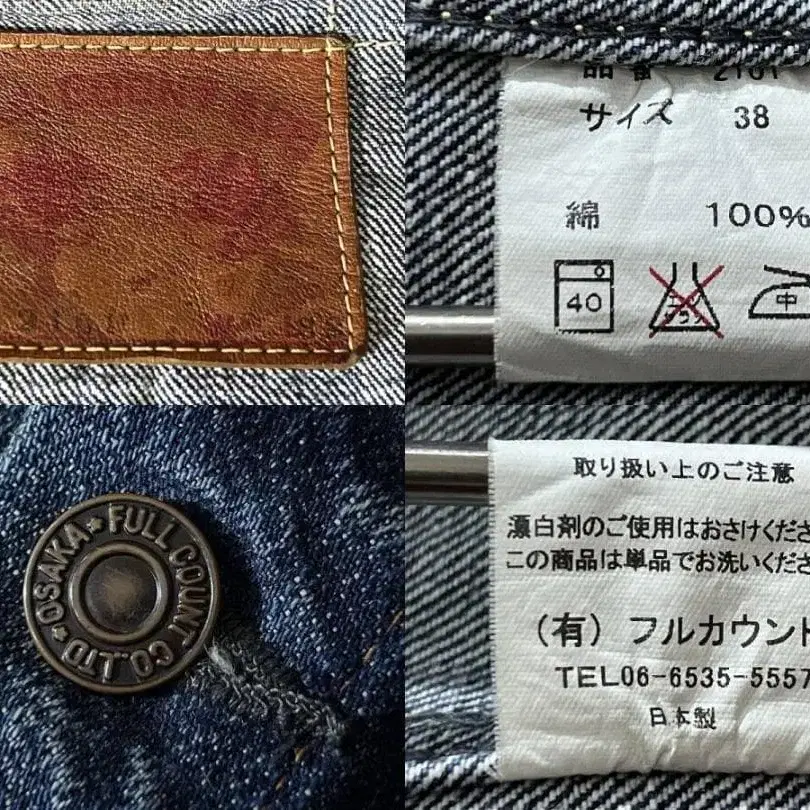 品番 2101
サイズ 38
綿 100%
40
中
OSAKA★FULL COUNT CO.,LTD★
取り扱い上のご注意
漂白剤のご使用はおさけくださ
この商品は単品でお洗いくださ
(有) フルカウント
TEL06-6535-5557
日本製